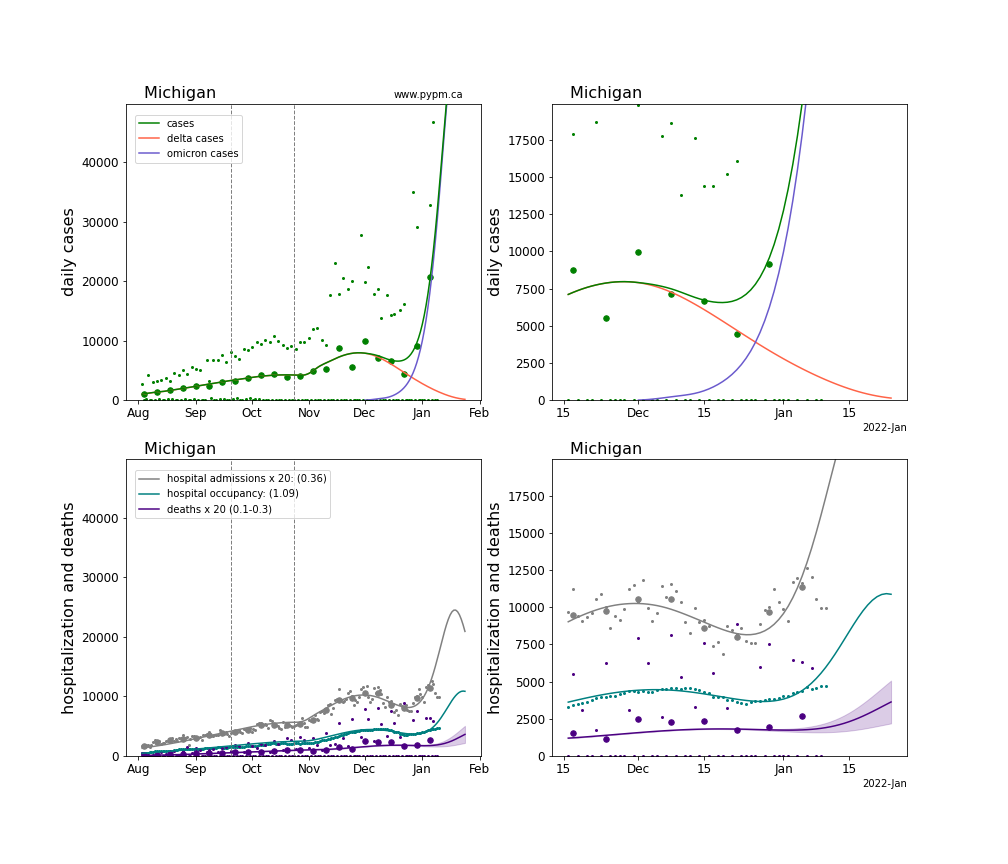 Michigan
www.pypm.ca
daily cases
40000
30000
20000
10000
0
cases
delta cases
omicron cases
Aug Sep Oct Nov Dec Jan Feb
Michigan
daily cases
17500
15000
12500
10000
7500
5000
2500
0
15 Dec 15 Jan 15
2022-Jan
Michigan
hospitalization and deaths
40000
30000
20000
10000
0
hospital admissions x 20: (0.36)
hospital occupancy: (1.09)
deaths x 20 (0.1-0.3)
Aug Sep Oct Nov Dec Jan Feb
Michigan
hospitalization and deaths
17500
15000
12500
10000
7500
5000
2500
0
15 Dec 15 Jan 15
2022-Jan